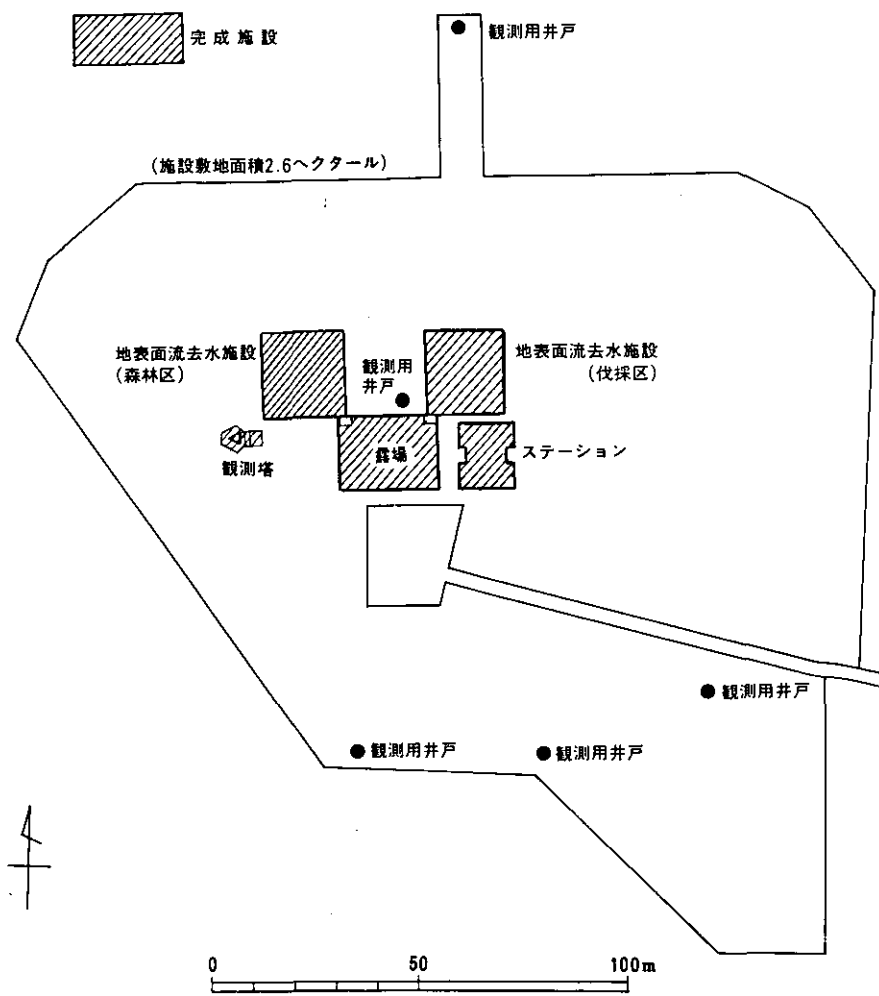 完成施設
観測用井戸
(施設敷地面積2.6ヘクタール)
地表面流去水施設
(森林区)
観測用
井戸
地表面流去水施設
(伐採区)
観測塔
露場
ステーション
観測用井戸
観測用井戸
観測用井戸
0 50 100m